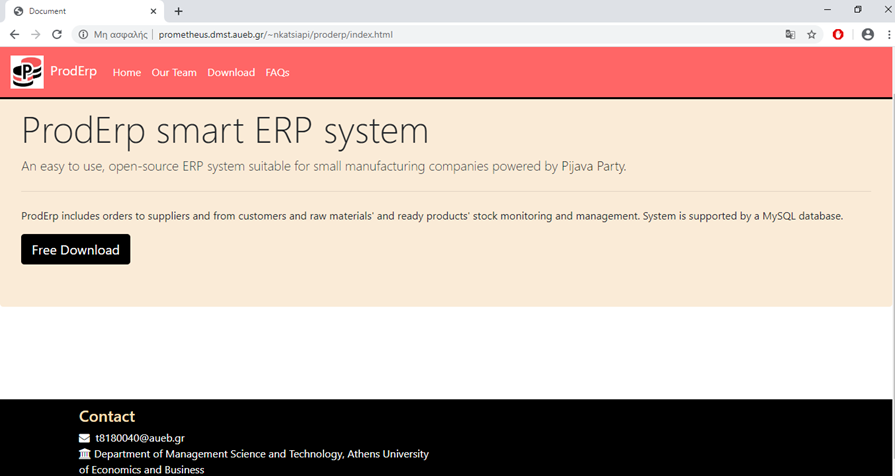 Document
Μη ασφαλής | prometheus.dmst.aueb.gr/~nkatsiapi/proderp/index.html
P ProdErp Home Our Team Download FAQs
ProdErp smart ERP system
An easy to use, open-source ERP system suitable for small manufacturing companies powered by Pijava Party.
ProdErp includes orders to suppliers and from customers and raw materials' and ready products' stock monitoring and management. System is supported by a MySQL database.
Free Download
Contact
t8180040@aueb.gr
Department of Management Science and Technology, Athens University
of Economics and Business